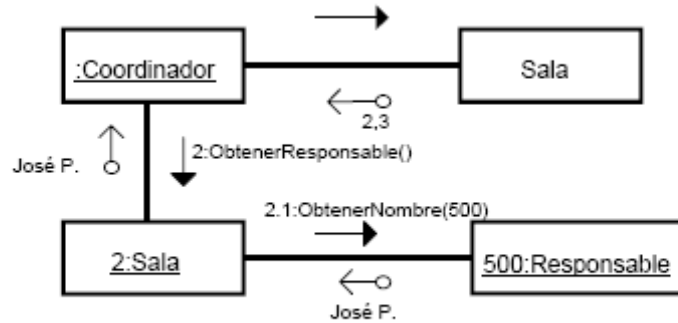 :Coordinador
Sala
2,3
José P.
2:ObtenerResponsable()
2.1:ObtenerNombre(500)
2:Sala
500:Responsable
José P.